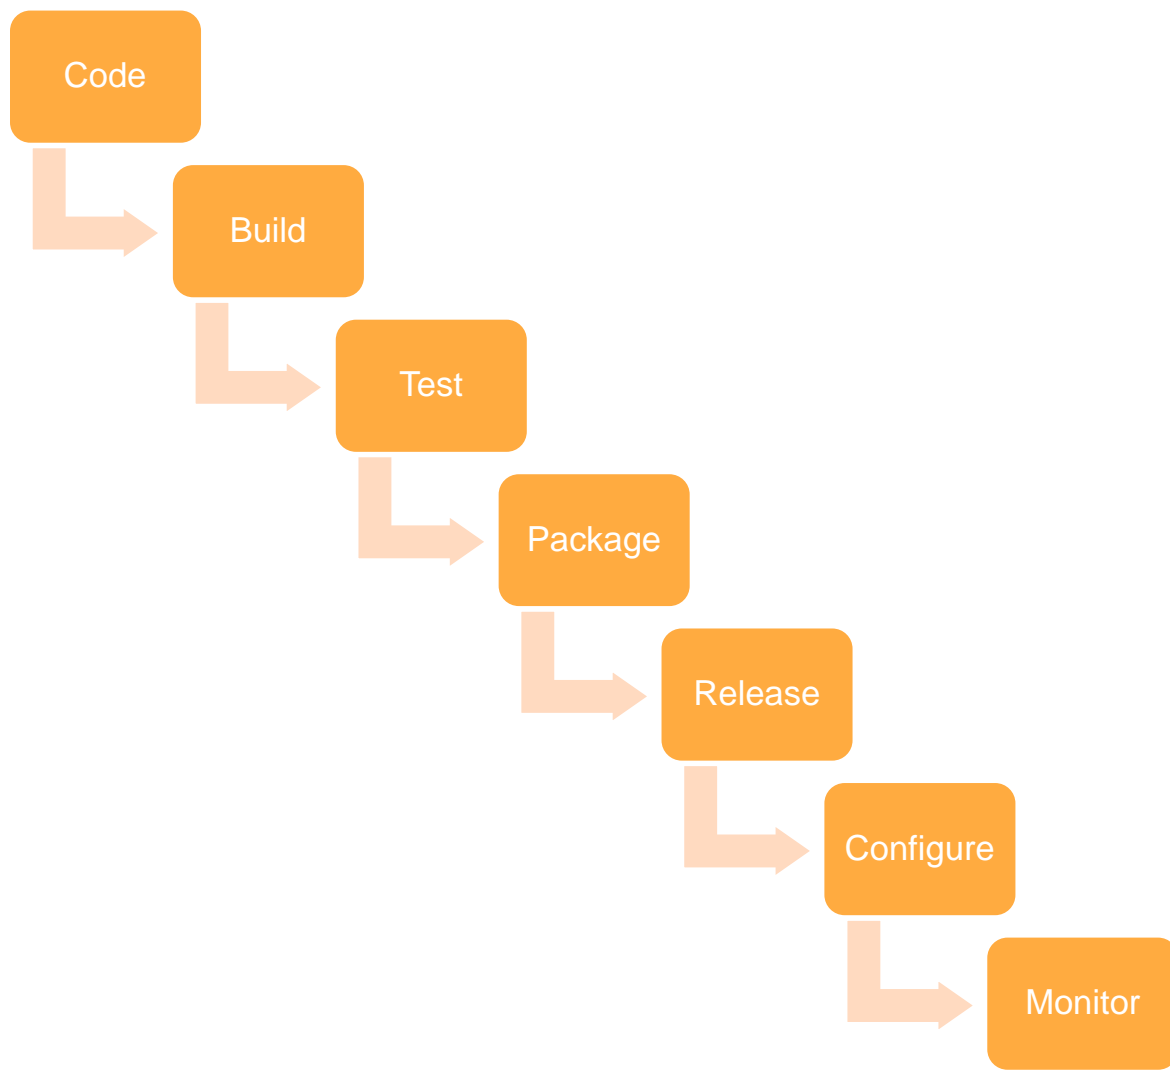 Code
Build
Test
Package
Release
Configure
Monitor